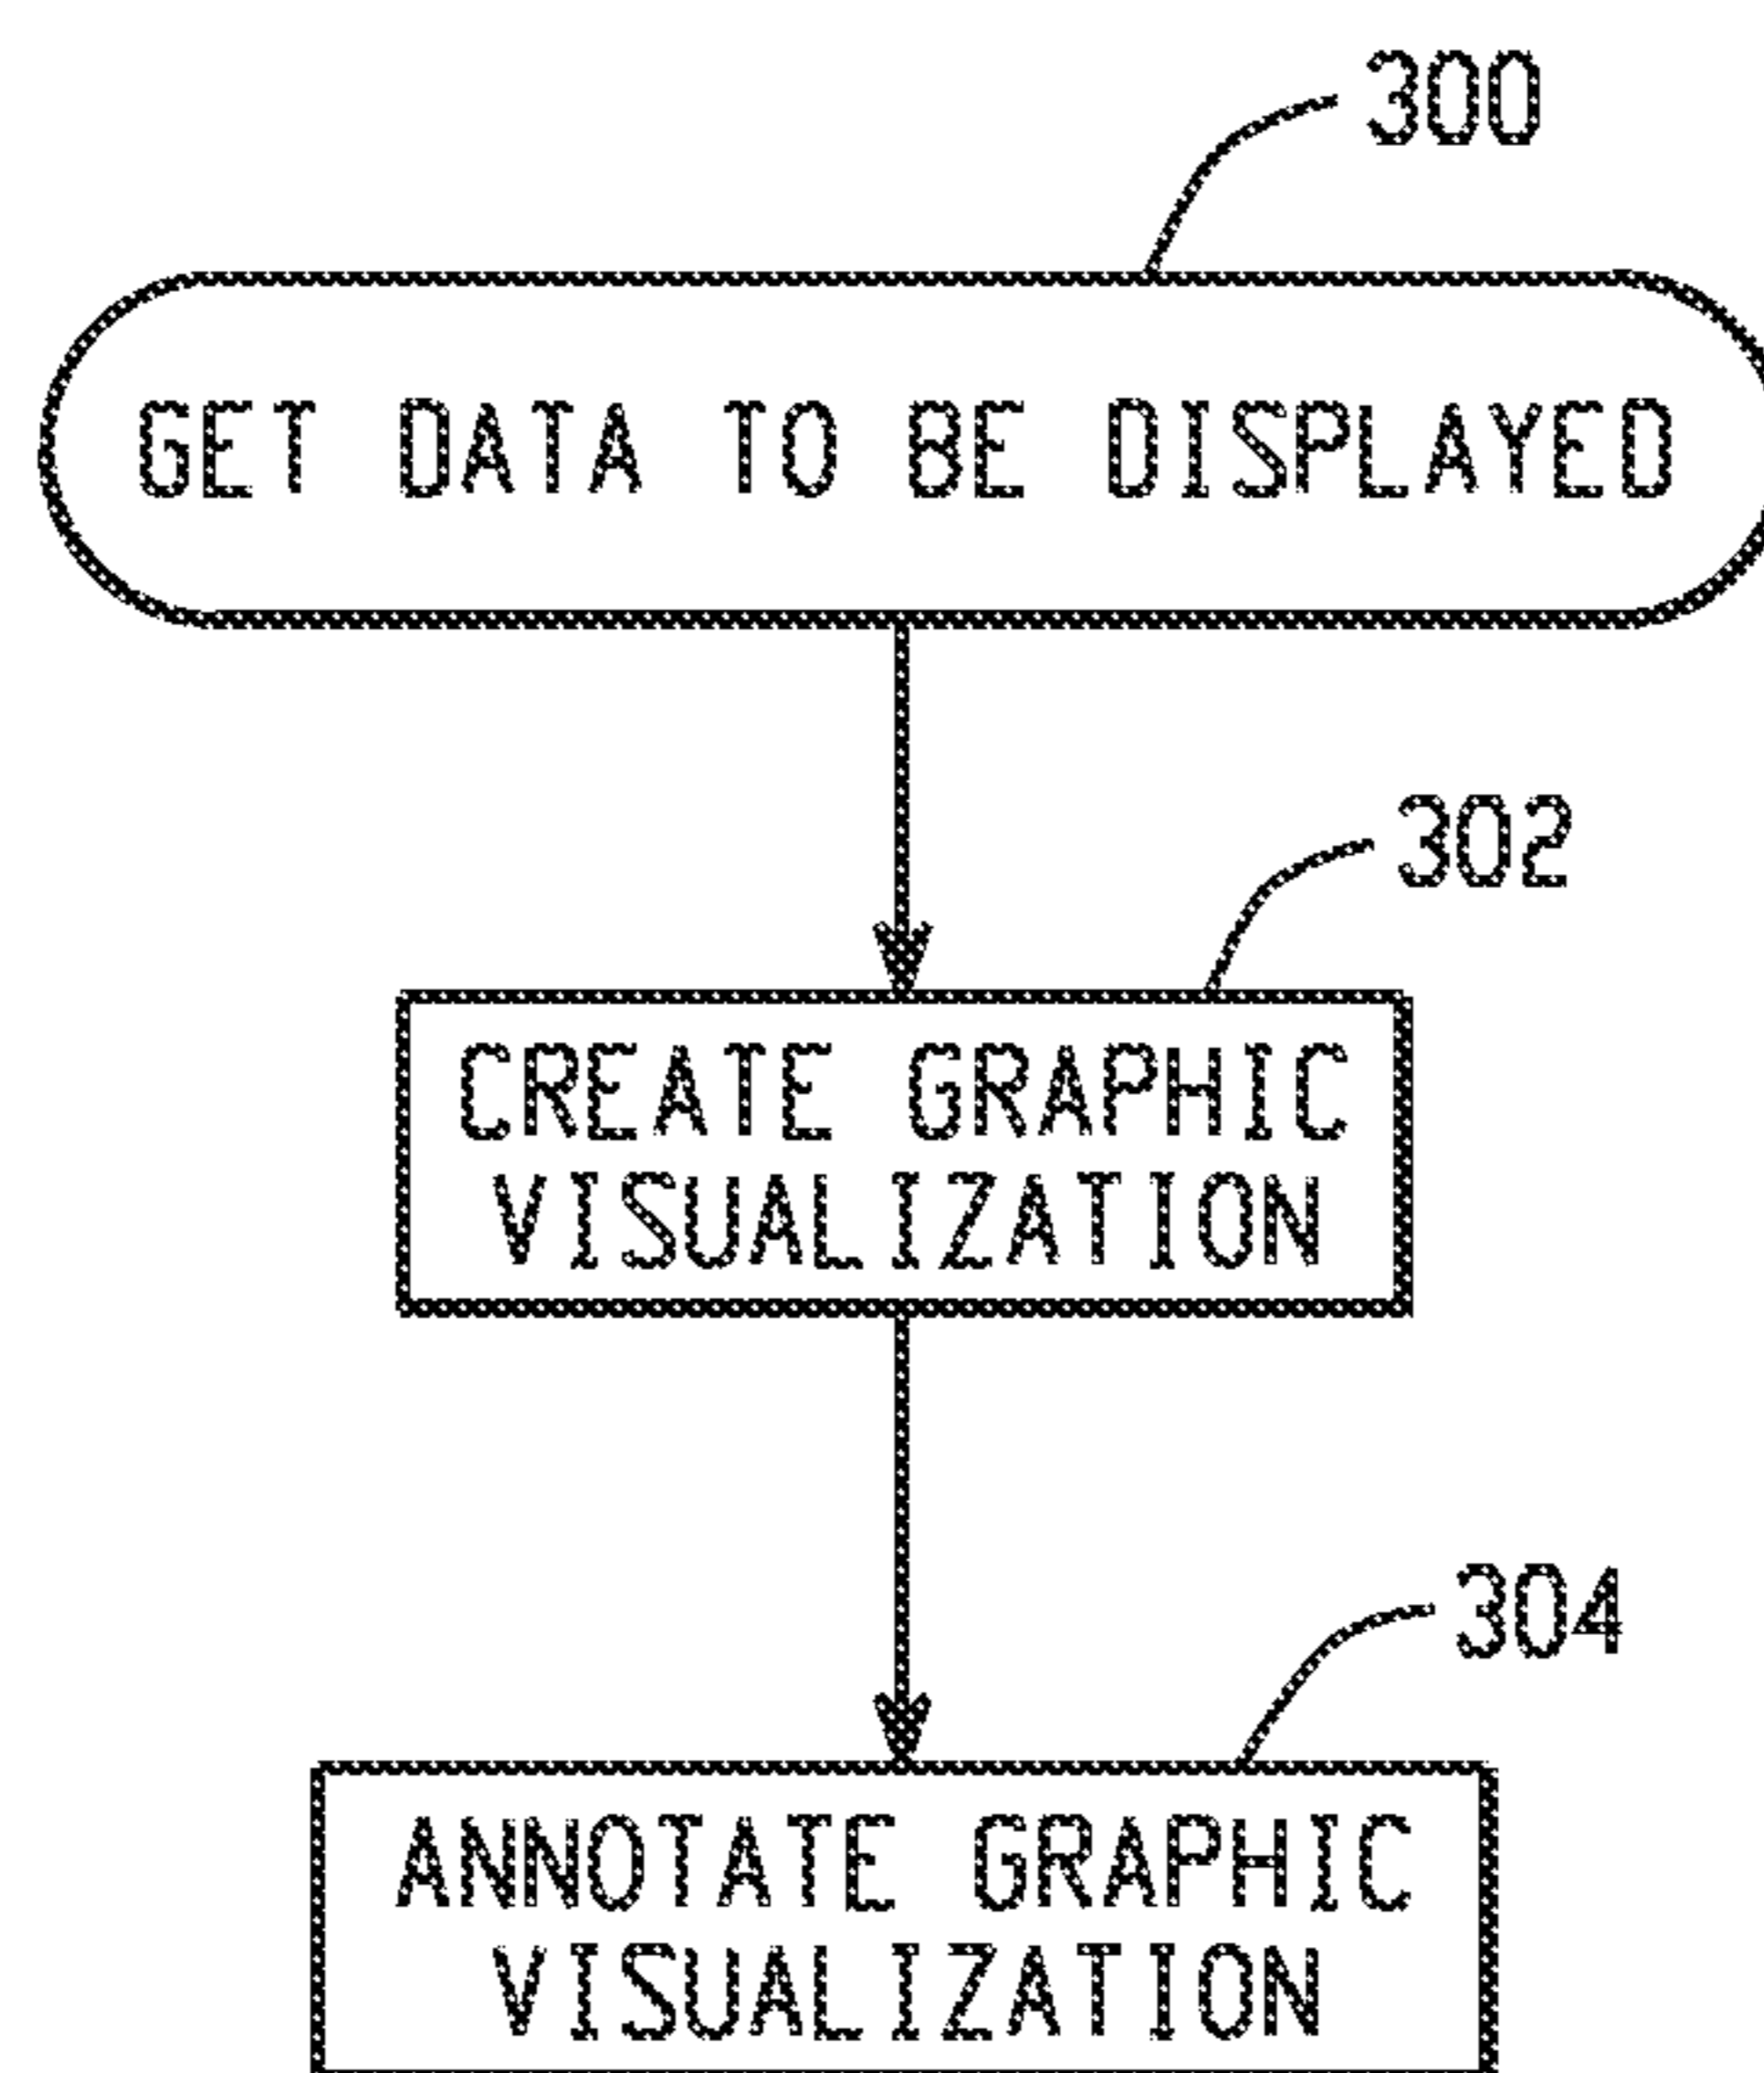 300
GET DATA TO BE DISPLAYED
302
CREATE GRAPHIC
VISUALIZATION
304
ANNOTATE GRAPHIC
VISUALIZATION